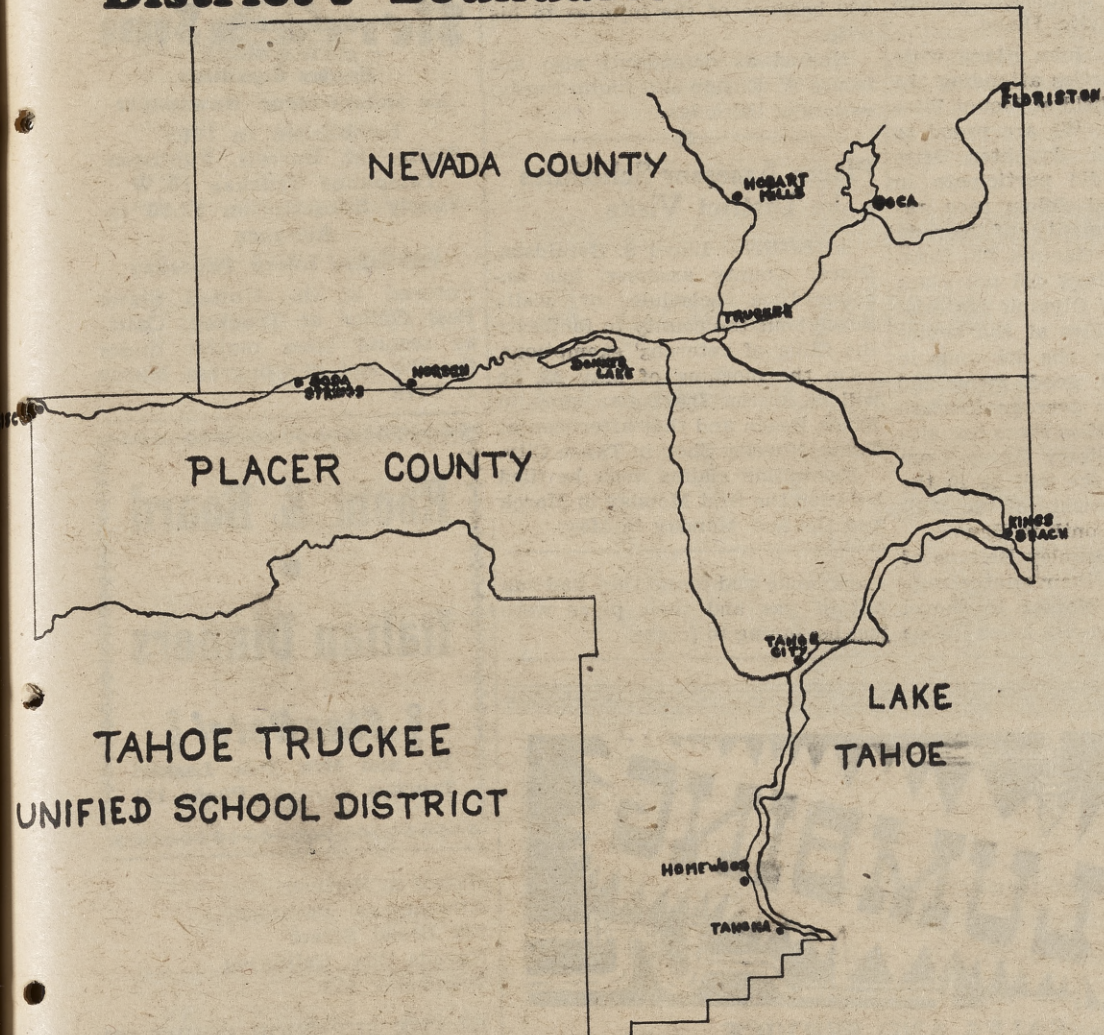 District's
FLORISTON
NEVADA COUNTY
HOBART
MILLS
BOCA
TRUCKEE
SODA
SPRINGS
NORDEN
DONNER
LAKE
PLACER COUNTY
KINGS
BEACH
TAHOE
CITY
LAKE
TAHOE
TAHOE TRUCKEE
UNIFIED SCHOOL DISTRICT
HOMEWOOD
TAHOMA